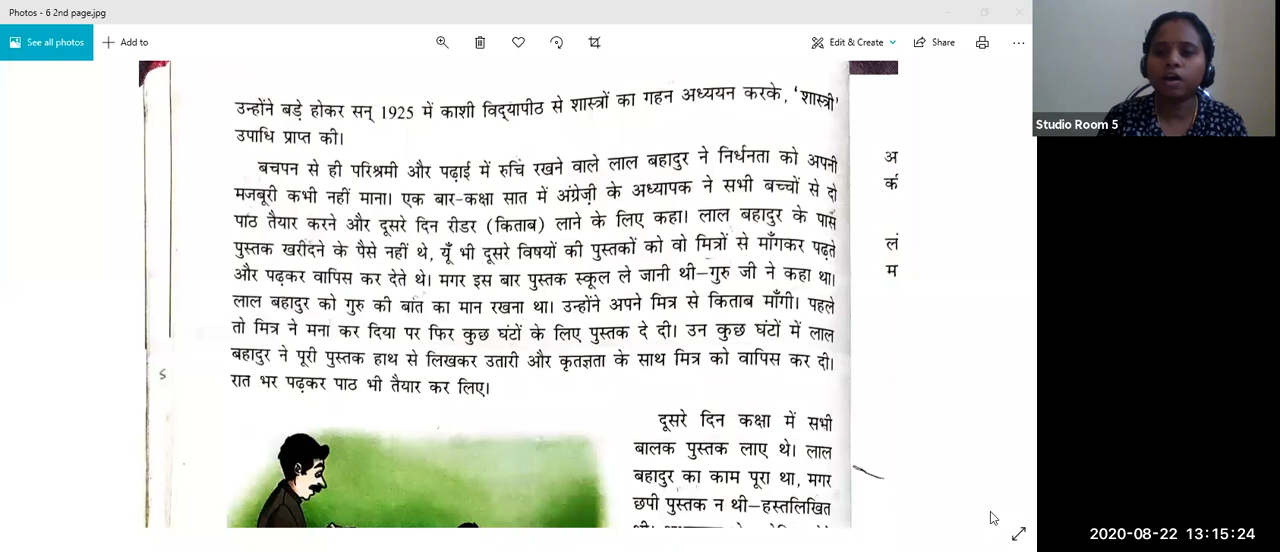 Photos - 6 2nd page.jpg
See all photos
Add to
Edit & Create
Share
Studio Room 5
उन्होंने बड़े होकर सन् 1925 में काशी विद्यापीठ से शास्त्रों का गहन अध्ययन करके, 'शास्त्री'
उपाधि प्राप्त की।
बचपन से ही परिश्रमी और पढ़ाई में रुचि रखने वाले लाल बहादुर ने निर्धनता को अपनी
मजबूरी कभी नहीं माना। एक बार-कक्षा सात में अंग्रेज़ी के अध्यापक ने सभी बच्चों से दो
पाठ तैयार करने और दूसरे दिन रीडर (किताब) लाने के लिए कहा। लाल बहादुर के पास
पुस्तक खरीदने के पैसे नहीं थे, यूँ भी दूसरे विषयों की पुस्तकों को वो मित्रों से माँगकर पढ़ते
और पढ़कर वापिस कर देते थे। मगर इस बार पुस्तक स्कूल ले जानी थी–गुरु जी ने कहा था।
लाल बहादुर को गुरु की बात का मान रखना था। उन्होंने अपने मित्र से किताब माँगी। पहले
तो मित्र ने मना कर दिया पर फिर कुछ घंटों के लिए पुस्तक दे दी। उन कुछ घंटों में लाल
बहादुर ने पूरी पुस्तक हाथ से लिखकर उतारी और कृतज्ञता के साथ मित्र को वापिस कर दी।
रात भर पढ़कर पाठ भी तैयार कर लिए।
दूसरे दिन कक्षा में सभी
बालक पुस्तक लाए थे। लाल
बहादुर का काम पूरा था, मगर
छपी पुस्तक न थी–हस्तलिखित
5
2020-08-22 13:15:24